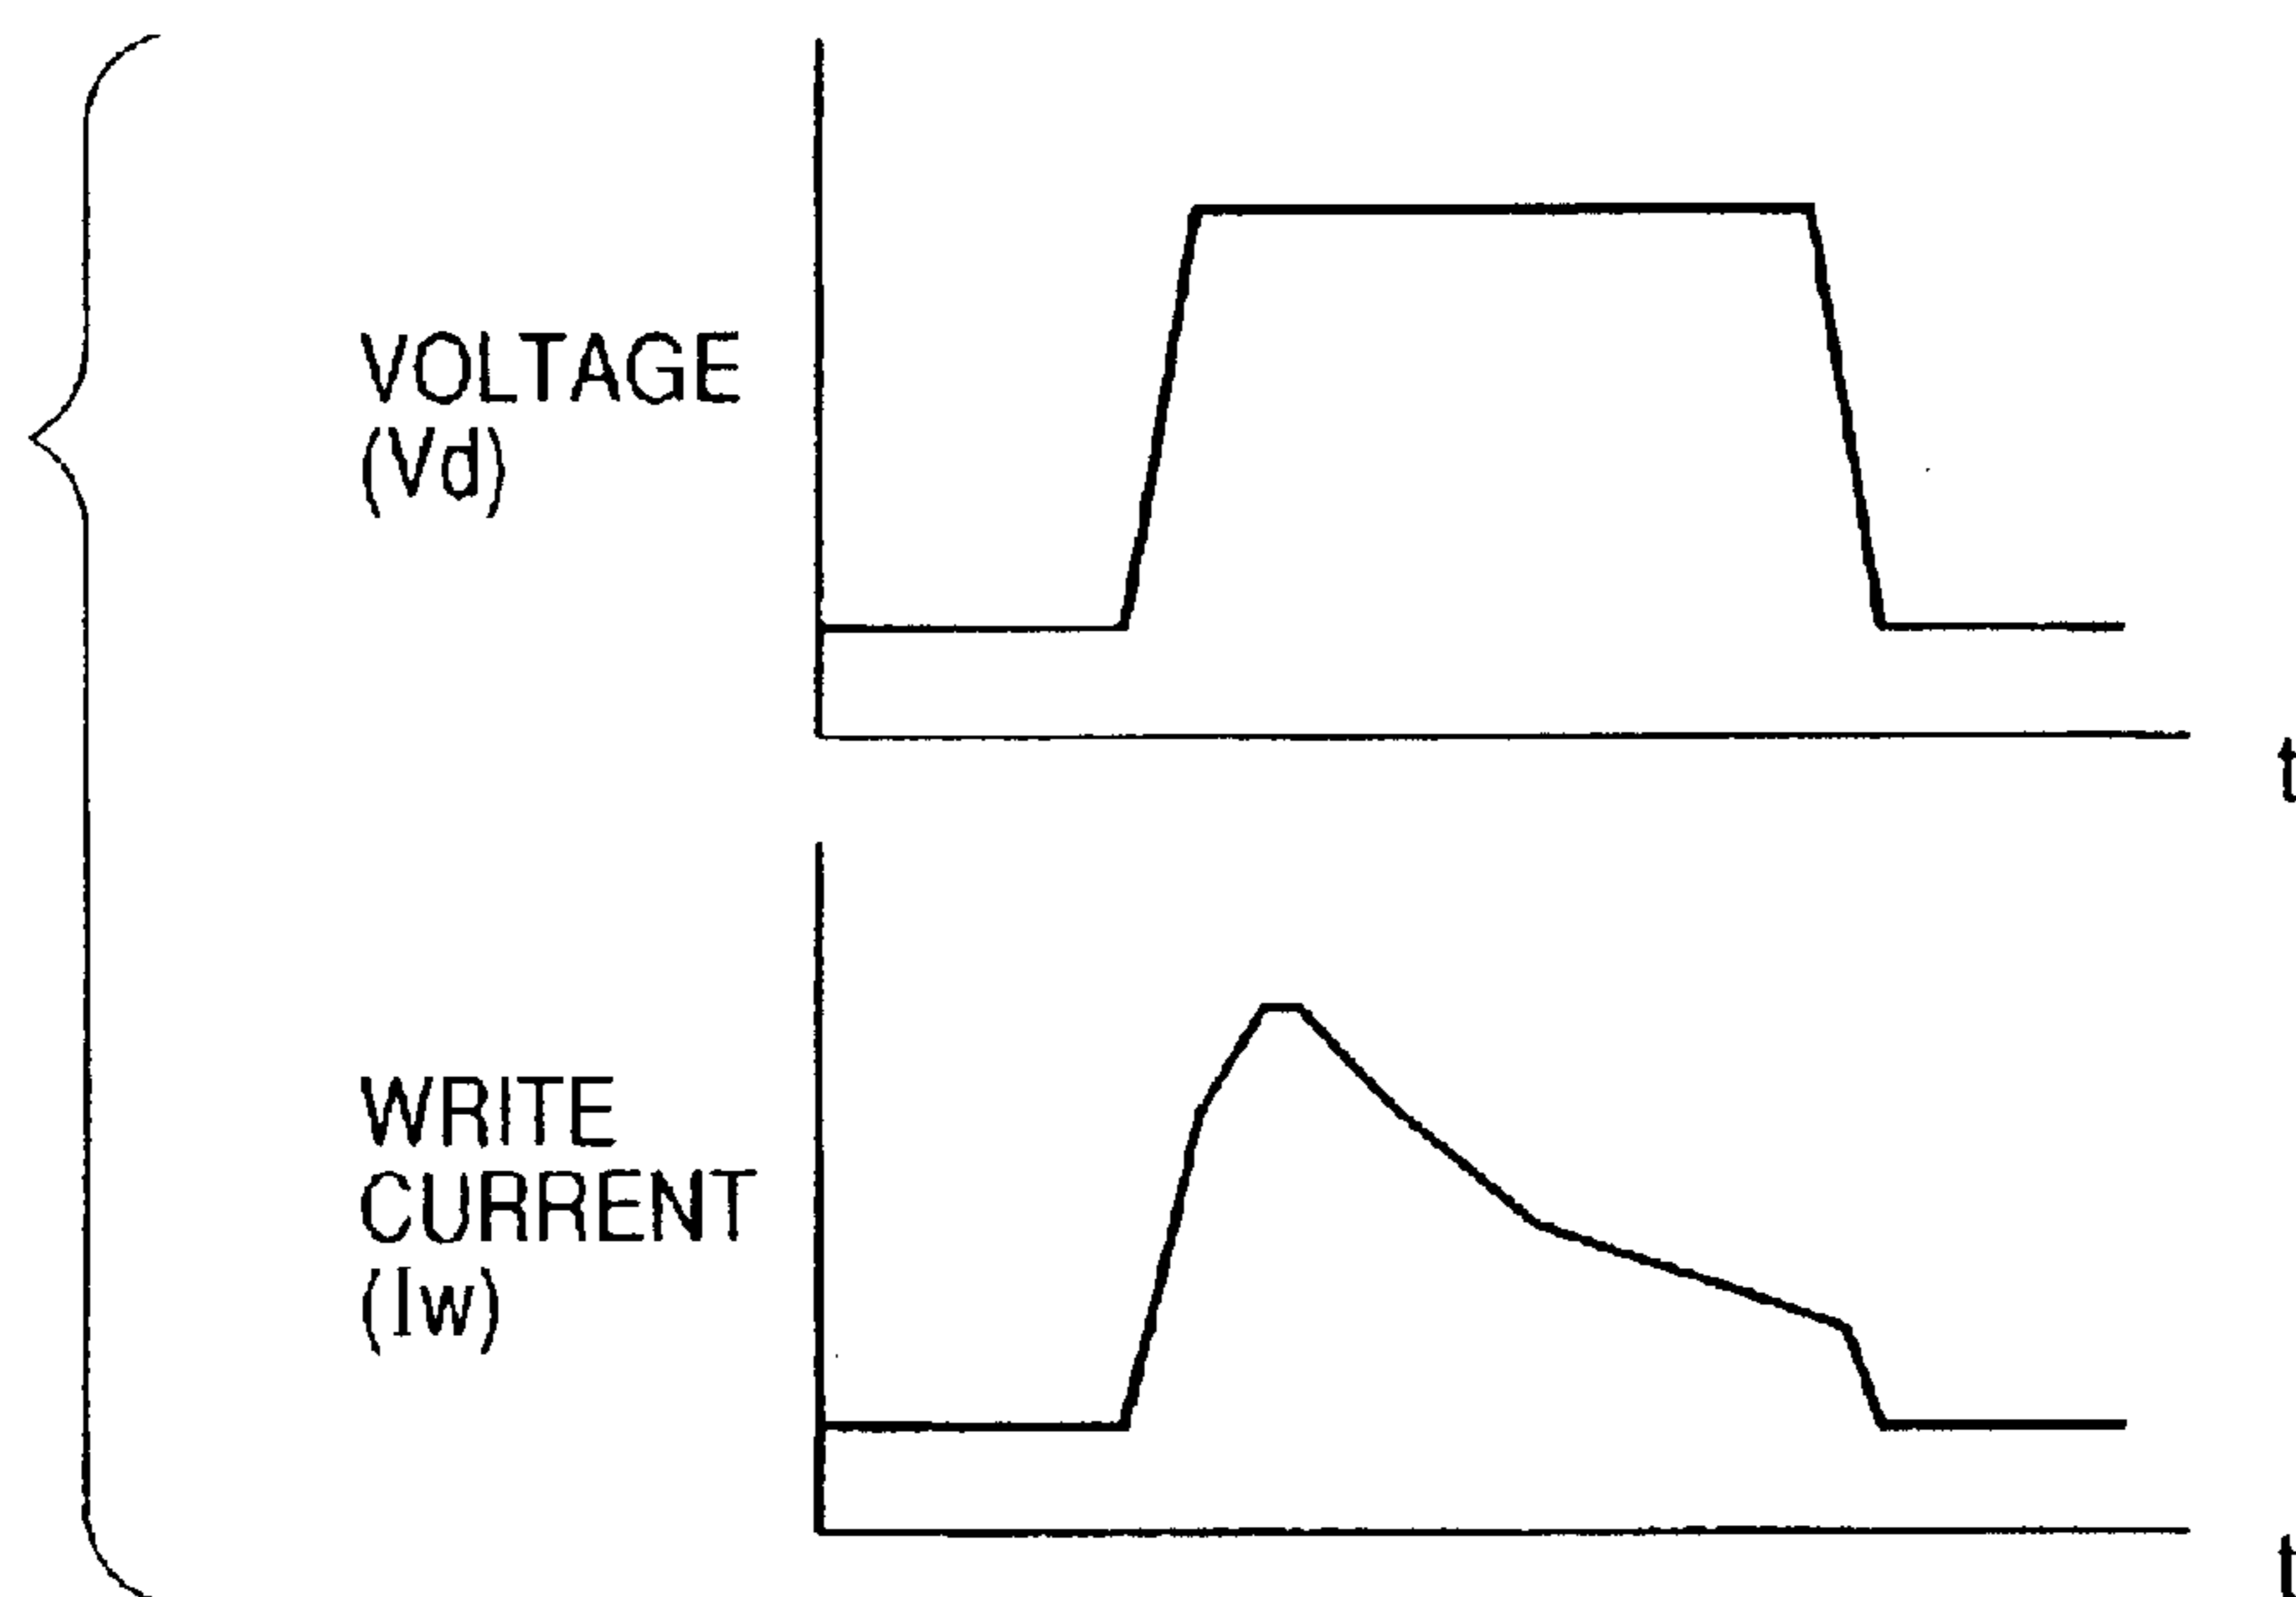 VOLTAGE
(Vd)
t
WRITE
CURRENT
(Iw)
t